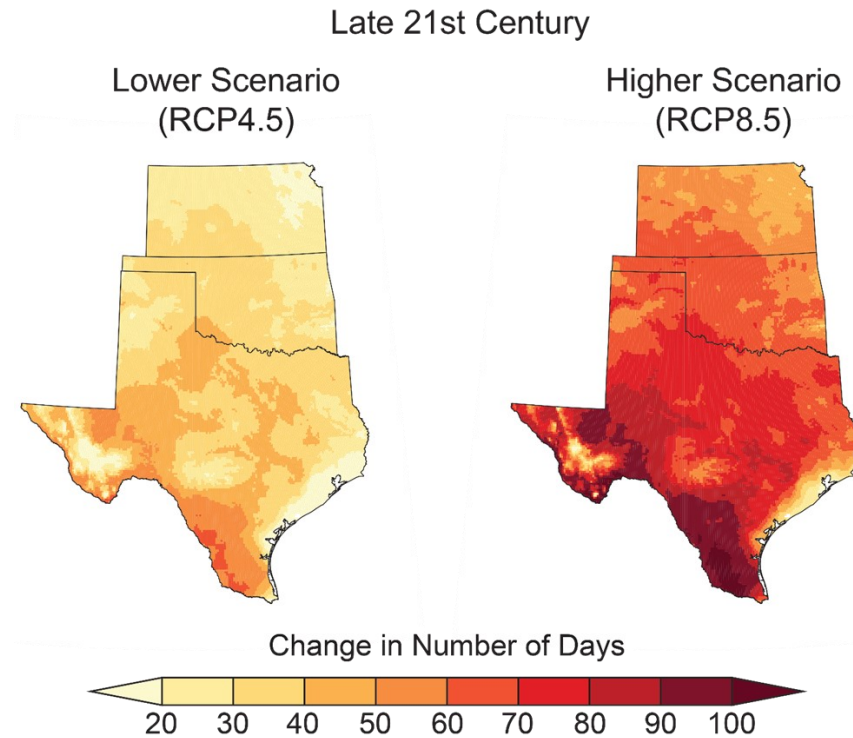 Late 21st Century
Lower Scenario
(RCP4.5)
Higher Scenario
(RCP8.5)
Change in Number of Days
20 30 40 50 60 70 80 90 100